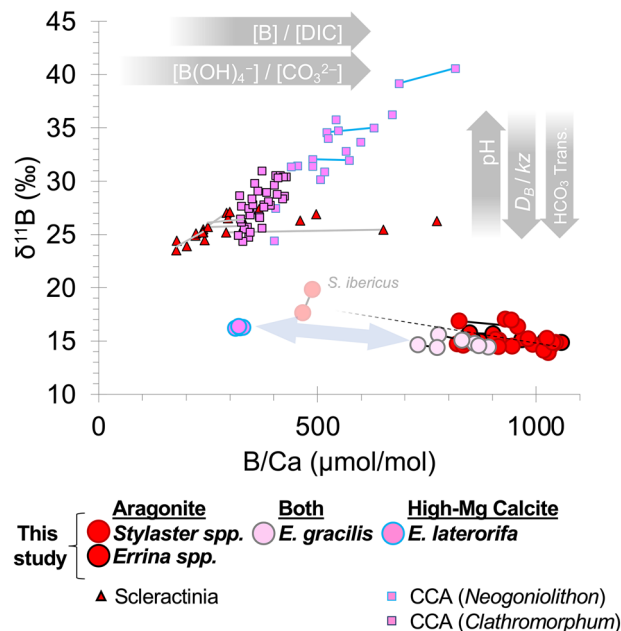 45
40
35
30
25
20
15
10
δ¹¹B (‰)
[B] / [DIC]
[B(OH)₄⁻] / [CO₃²⁻]
pH
D_B / kz
HCO₃ Trans.
S. ibericus
0
500
1000
B/Ca (µmol/mol)
Aragonite
Both
High-Mg Calcite
This study
Stylaster spp.
E. gracilis
E. laterorifa
Errina spp.
Scleractinia
CCA (Neogoniolithon)
CCA (Clathromorphum)